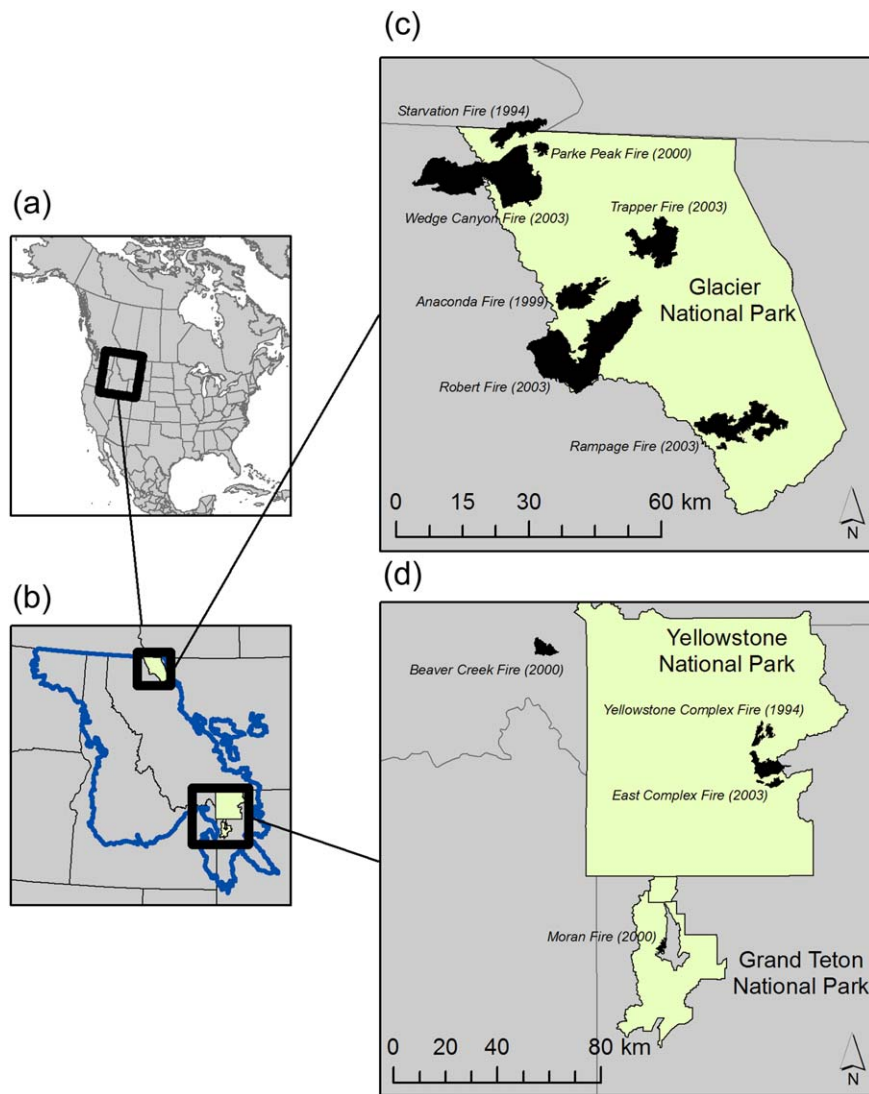 (a)
(b)
(c)
Starvation Fire (1994)
Parke Peak Fire (2000)
Wedge Canyon Fire (2003)
Trapper Fire (2003)
Anaconda Fire (1999)
Glacier
National Park
Robert Fire (2003)
Rampage Fire (2003)
0 15 30 60 km
N
(d)
Yellowstone
National Park
Beaver Creek Fire (2000)
Yellowstone Complex Fire (1994)
East Complex Fire (2003)
Moran Fire (2000)
Grand Teton
National Park
0 20 40 80 km
N